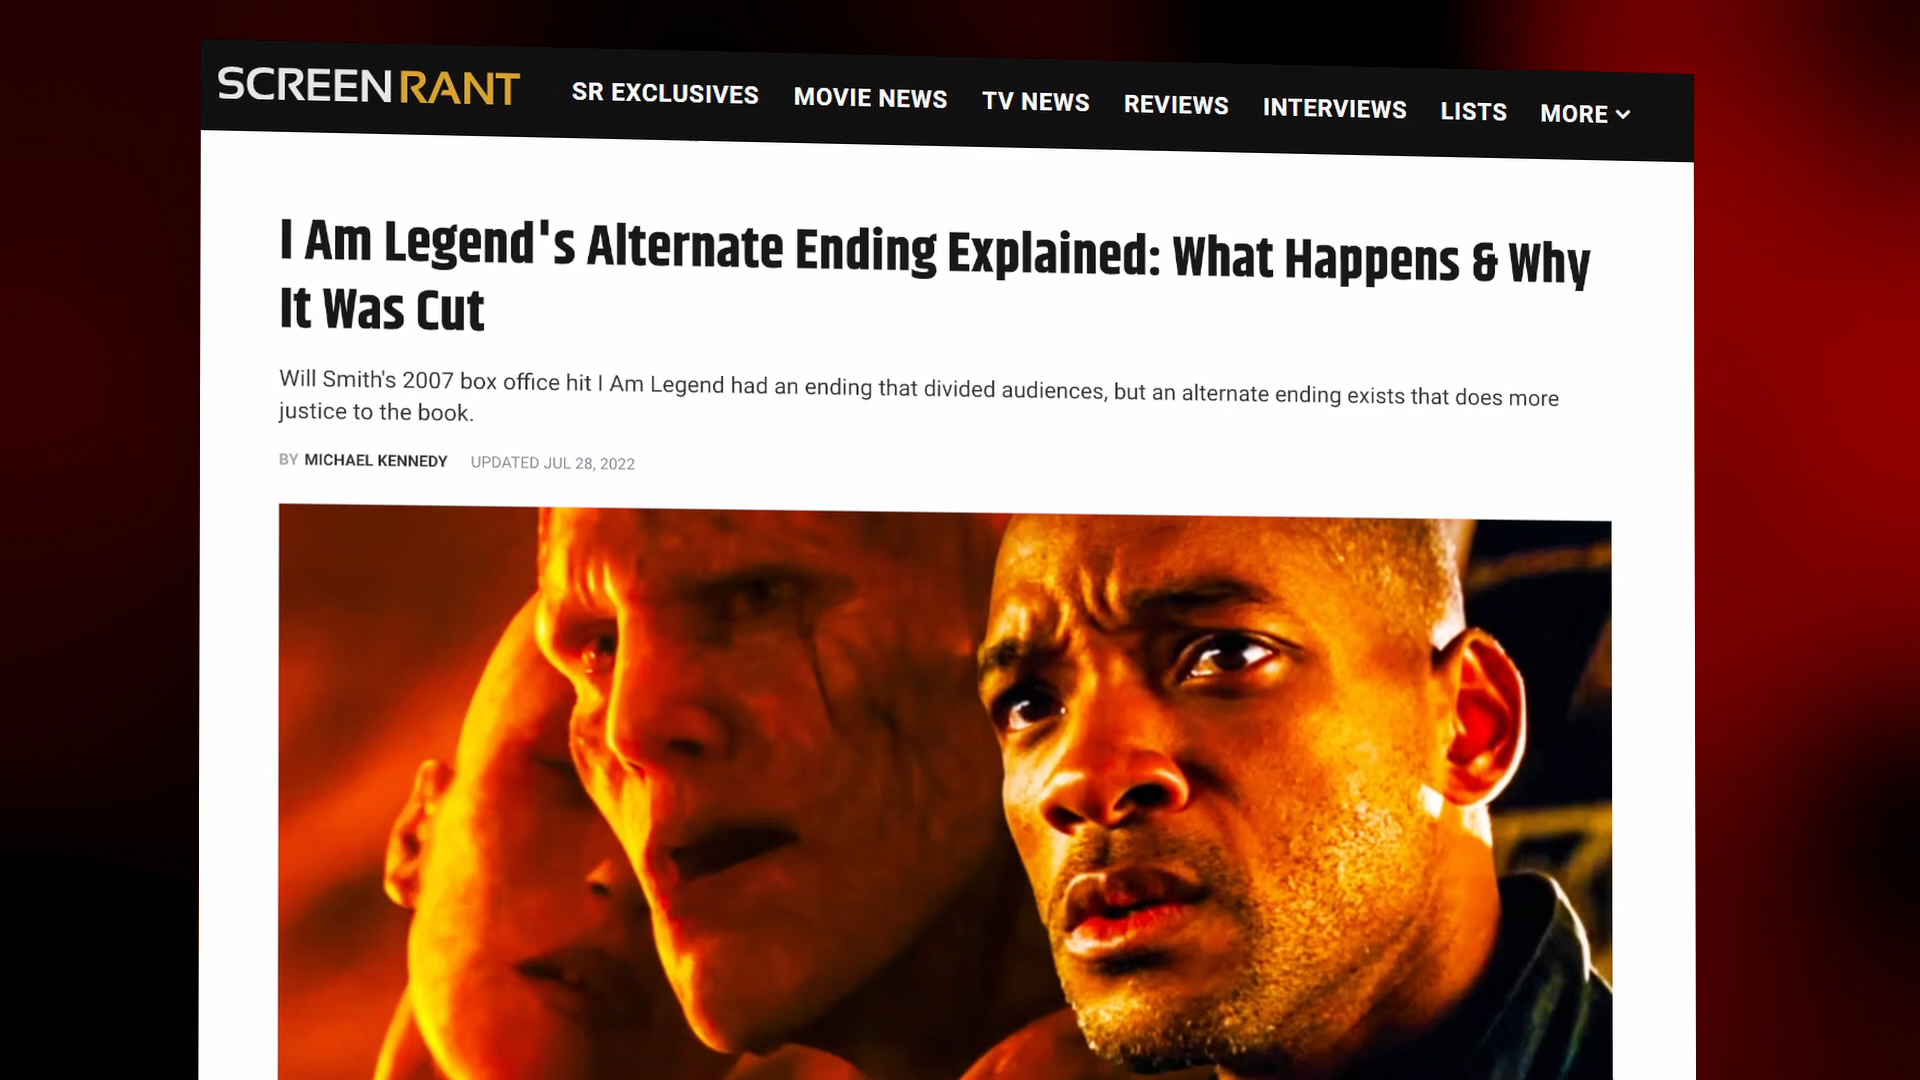 SCREENRANT
SR EXCLUSIVES MOVIE NEWS TV NEWS REVIEWS INTERVIEWS LISTS MORE
I Am Legend's Alternate Ending Explained: What Happens & Why
It Was Cut
Will Smith's 2007 box office hit I Am Legend had an ending that divided audiences, but an alternate ending exists that does more
justice to the book.
BY MICHAEL KENNEDY UPDATED JUL 28, 2022